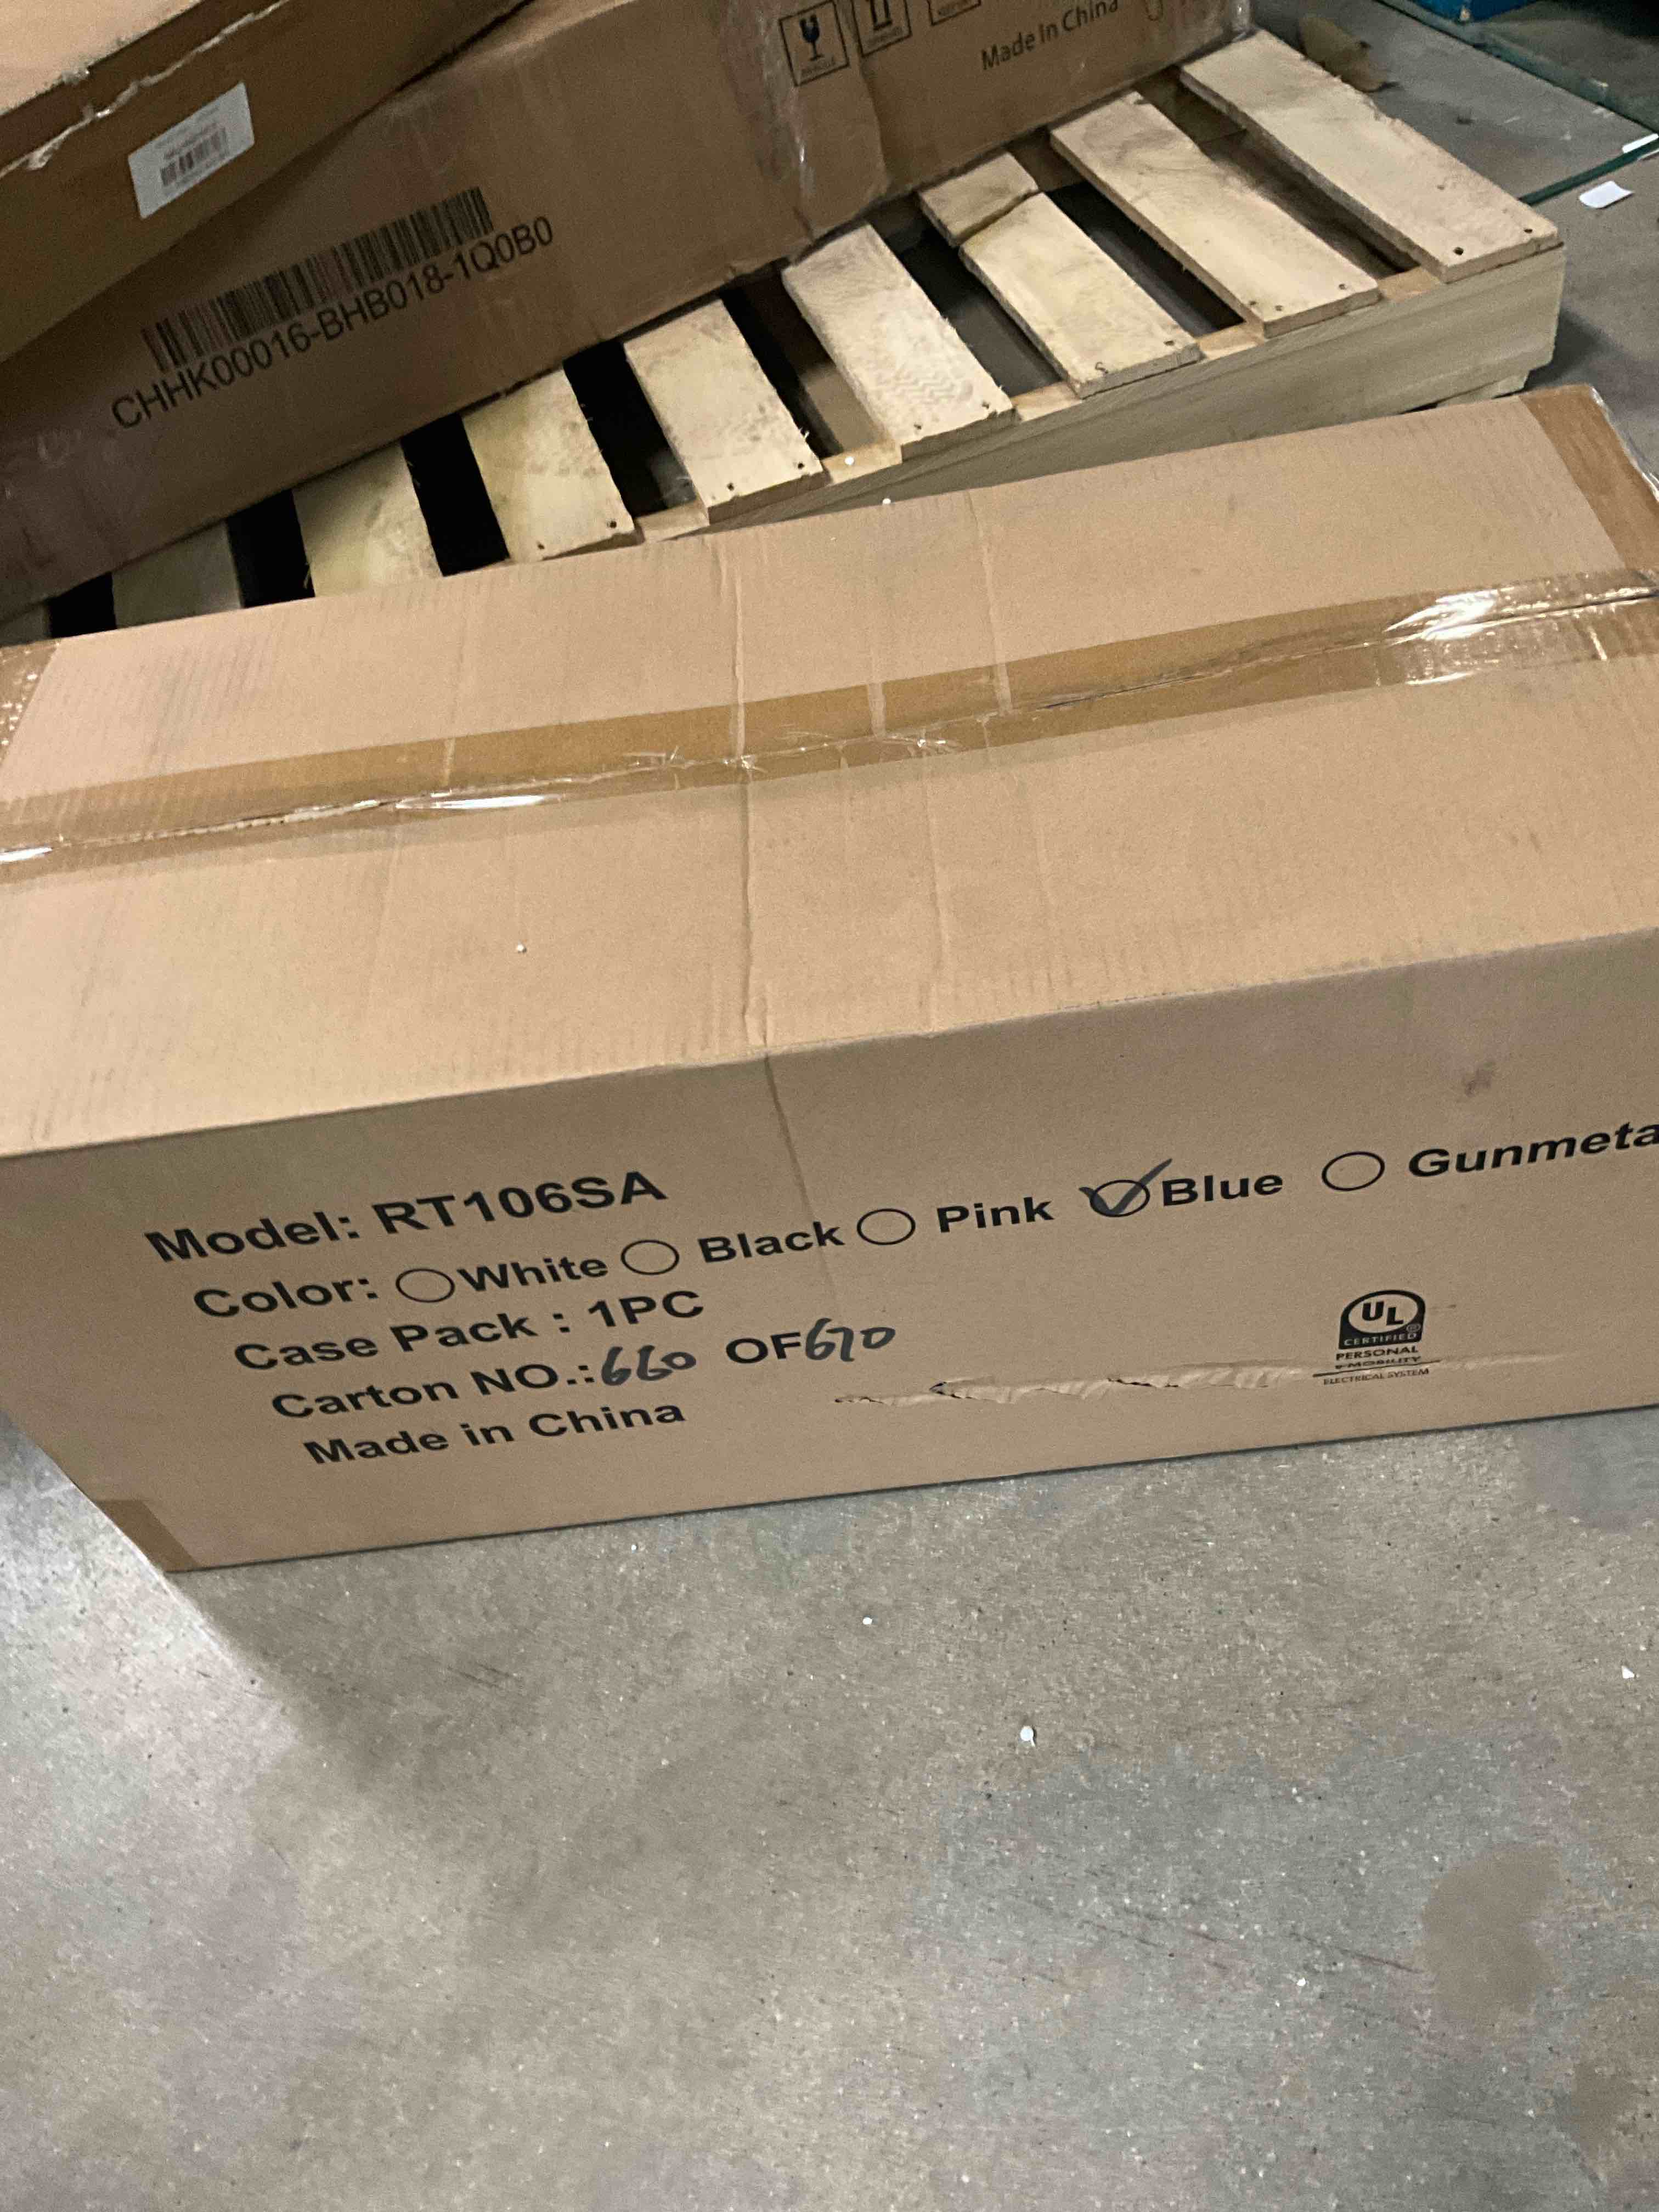 Made In China
CHHK00016-BHB018-1Q0B0
Model: RT106SA
Color: White Black Pink Blue Gunmeta
Case Pack : 1PC
Carton NO.:660 OF670
Made in China
UL
CERTIFIED
PERSONAL
E-MOBILITY
ELECTRICAL SYSTEM